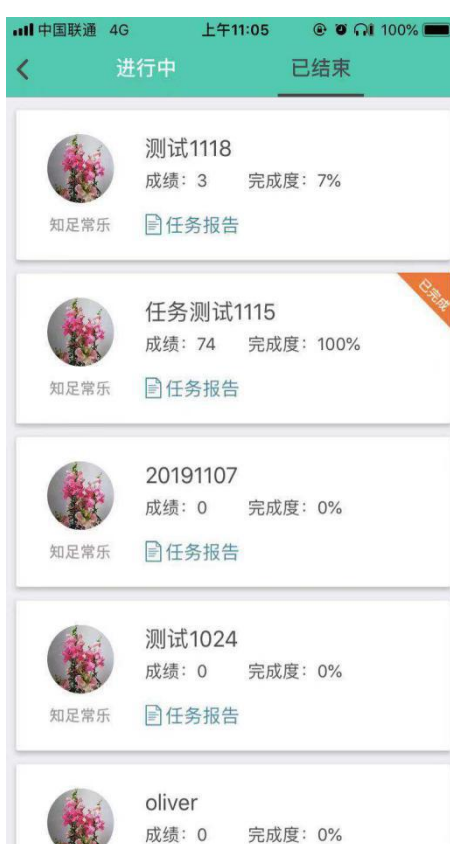 中国联通 4G 上午11:05 100%
进行中 已结束
测试1118
成绩：3 完成度：7%
知足常乐 任务报告
已完成
任务测试1115
成绩：74 完成度：100%
知足常乐 任务报告
20191107
成绩：0 完成度：0%
知足常乐 任务报告
测试1024
成绩：0 完成度：0%
知足常乐 任务报告
oliver
成绩：0 完成度：0%